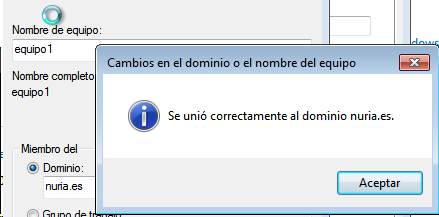 Nombre de equipo:
equipo1
Nombre completo
equipo1
Miembro del
Dominio:
nuria.es
Grupo de trabajo
Cambios en el dominio o el nombre del equipo
Se unió correctamente al dominio nuria.es.
Aceptar